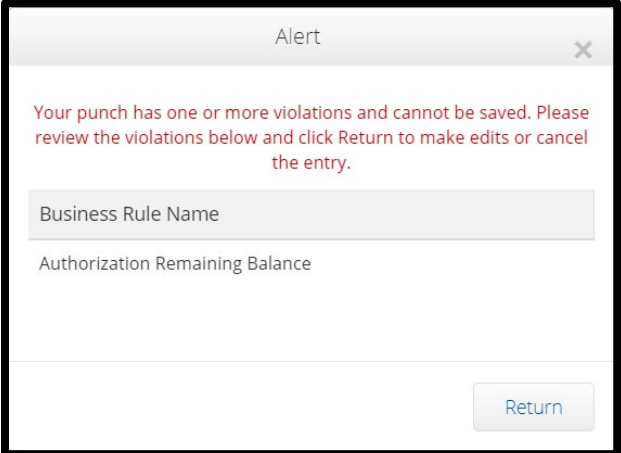 Alert
×
Your punch has one or more violations and cannot be saved. Please
review the violations below and click Return to make edits or cancel
the entry.
Business Rule Name
Authorization Remaining Balance
Return